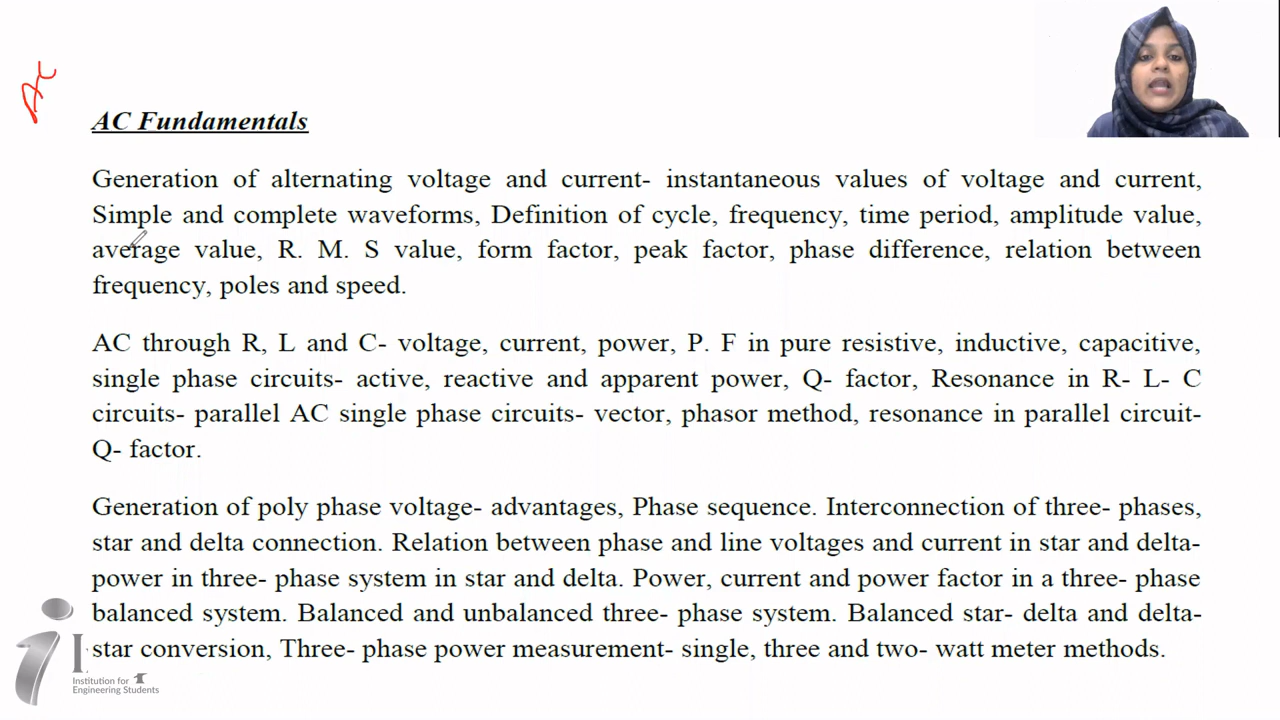 Ac
AC Fundamentals
Generation of alternating voltage and current- instantaneous values of voltage and current,
Simple and complete waveforms, Definition of cycle, frequency, time period, amplitude value,
average value, R. M. S value, form factor, peak factor, phase difference, relation between
frequency, poles and speed.
AC through R, L and C- voltage, current, power, P. F in pure resistive, inductive, capacitive,
single phase circuits- active, reactive and apparent power, Q- factor, Resonance in R- L- C
circuits- parallel AC single phase circuits- vector, phasor method, resonance in parallel circuit-
Q- factor.
Generation of poly phase voltage- advantages, Phase sequence. Interconnection of three- phases,
star and delta connection. Relation between phase and line voltages and current in star and delta-
power in three- phase system in star and delta. Power, current and power factor in a three- phase
balanced system. Balanced and unbalanced three- phase system. Balanced star- delta and delta-
star conversion, Three- phase power measurement- single, three and two- watt meter methods.
Institution for
Engineering Students